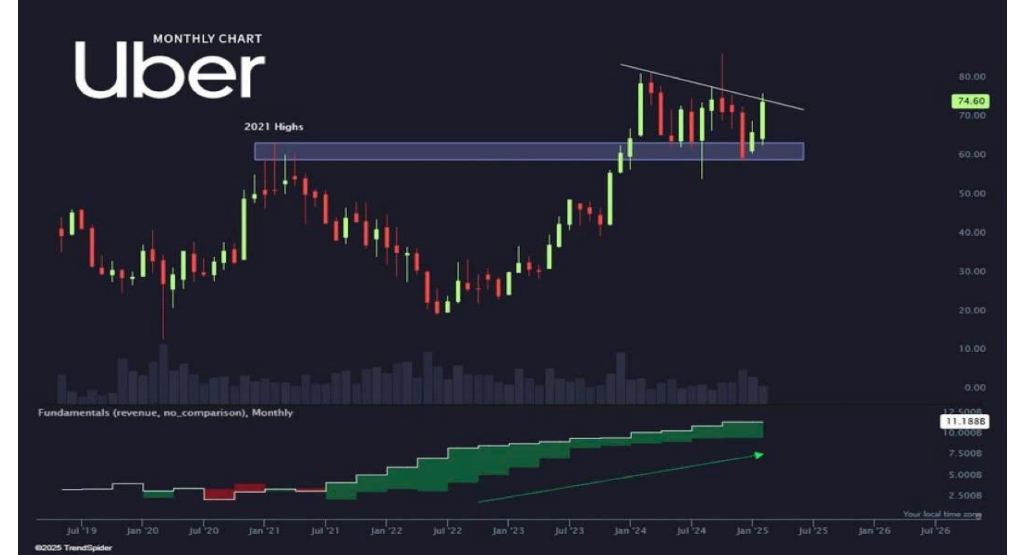 MONTHLY CHART
Uber
2021 Highs
80.00
74.60
70.00
60.00
50.00
40.00
30.00
20.00
10.00
0.00
Fundamentals (revenue, no_comparison), Monthly
12.500B
11.188B
10.000B
7.500B
5.000B
2.500B
Your local time zone
Jul '19 Jan '20 Jul '20 Jan '21 Jul '21 Jan '22 Jul '22 Jan '23 Jul '23 Jan '24 Jul '24 Jan '25 Jul '25 Jan '26 Jul '26
©2025 TrendSpider